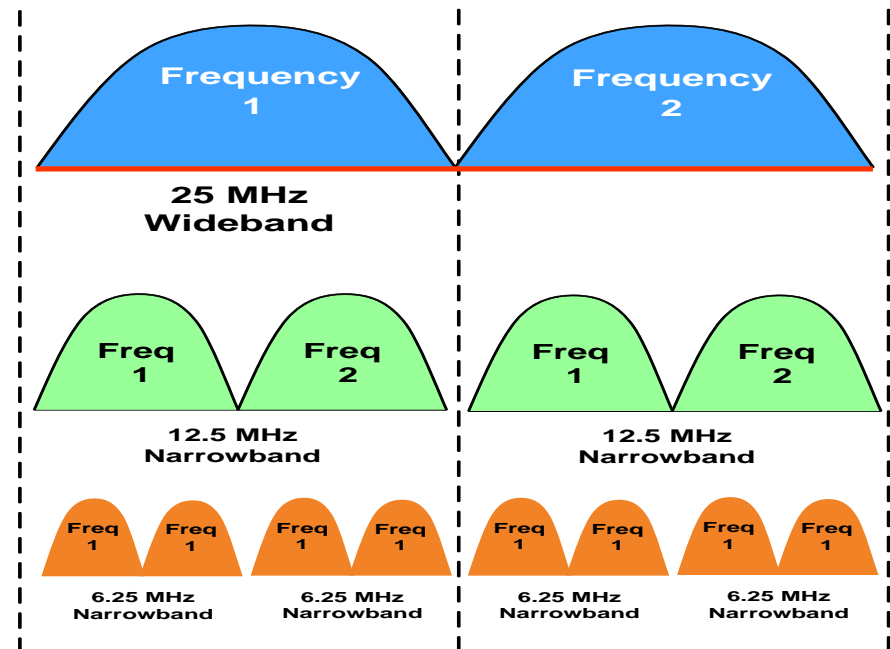 Frequency
1
Frequency
2
25 MHz
Wideband
Freq
1
Freq
2
Freq
1
Freq
2
12.5 MHz
Narrowband
12.5 MHz
Narrowband
Freq
1
Freq
1
Freq
1
Freq
1
Freq
1
Freq
1
Freq
1
Freq
1
6.25 MHz
Narrowband
6.25 MHz
Narrowband
6.25 MHz
Narrowband
6.25 MHz
Narrowband